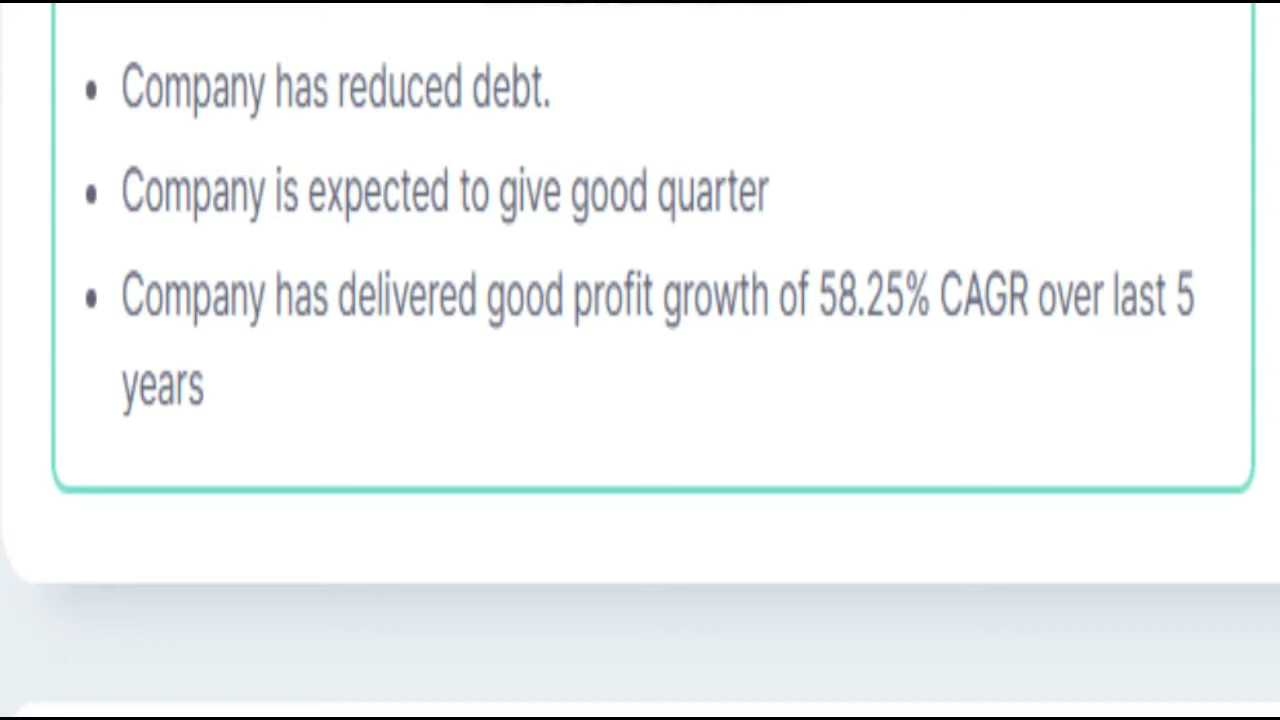 Company has reduced debt.
Company is expected to give good quarter
Company has delivered good profit growth of 58.25% CAGR over last 5
years